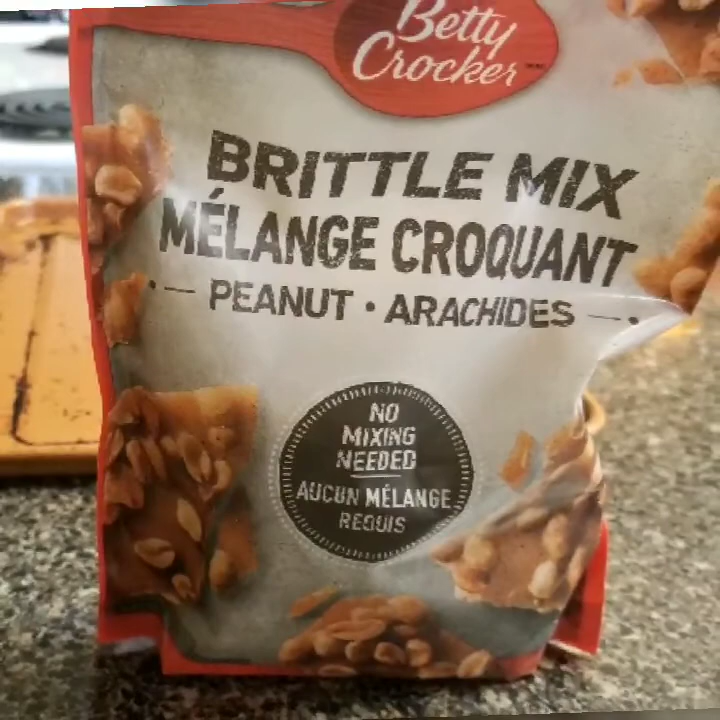 Betty
Crocker
BRITTLE MIX
MÉLANGE CROQUANT
PEANUT • ARACHIDES
NO
MIXING
NEEDED
AUCUN MÉLANGE
REQUIS